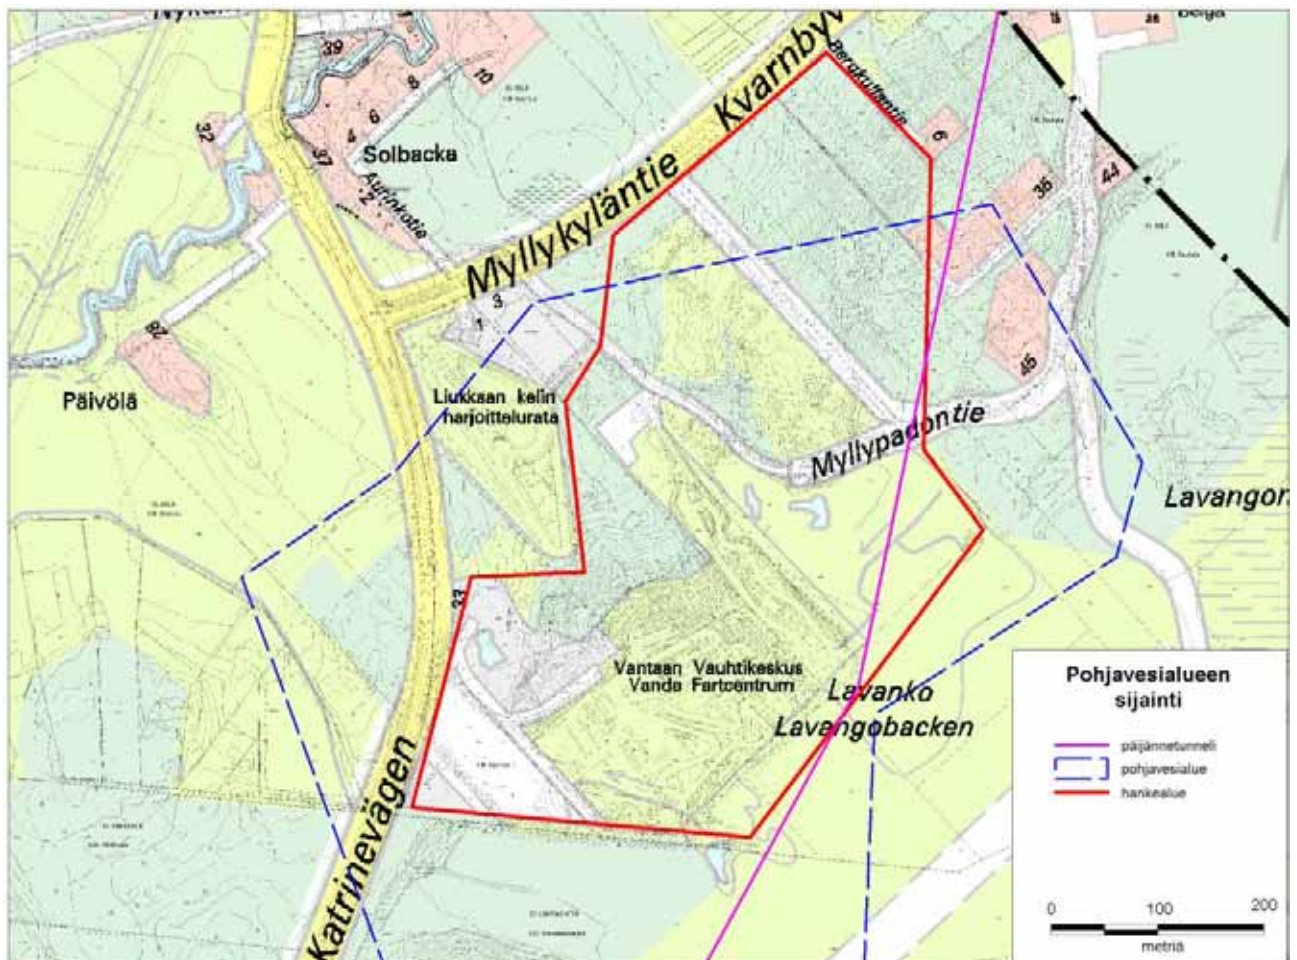 39
8
10
6
4
32
37
Solbacka
Aurinkotie
2
Myllykyläntie
Kvarnbyv
Bergkullantie
6
36
44
45
28
Päivölä
3
1
Liukkaan kelin
harjoittelurata
Myllypadontie
Lavangon
33
Vantaan Vauhtikeskus
Vanda Fartcentrum
Lavanko
Lavangobacken
Katrinevägen
Pohjavesialueen
sijainti
päijännetunneli
pohjavesialue
hankealue
0 100 200
metriä